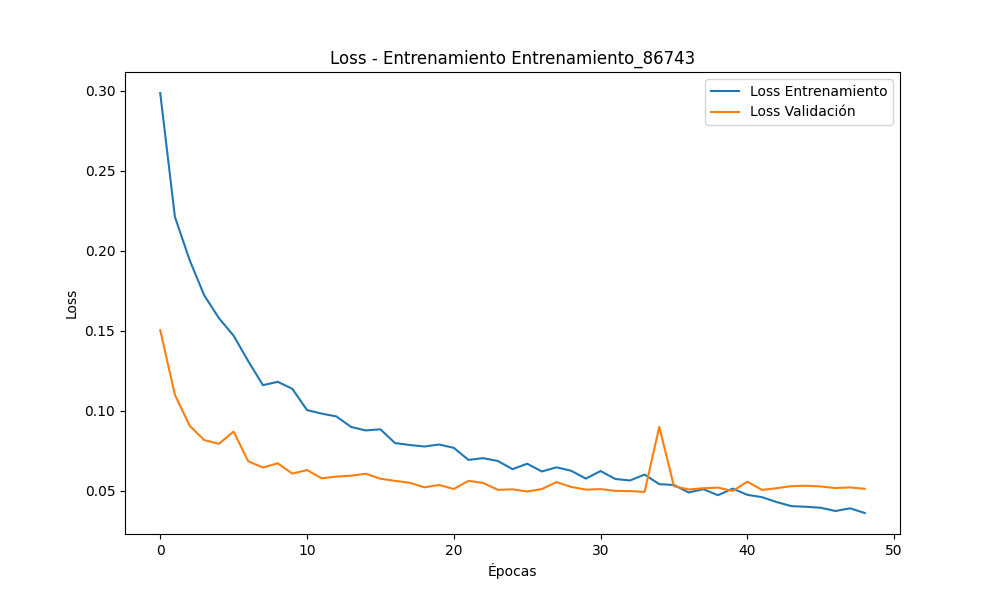 Loss - Entrenamiento Entrenamiento_86743
Loss Entrenamiento
Loss Validación
0.30
0.25
0.20
0.15
0.10
0.05
Loss
0
10
20
30
40
50
Épocas